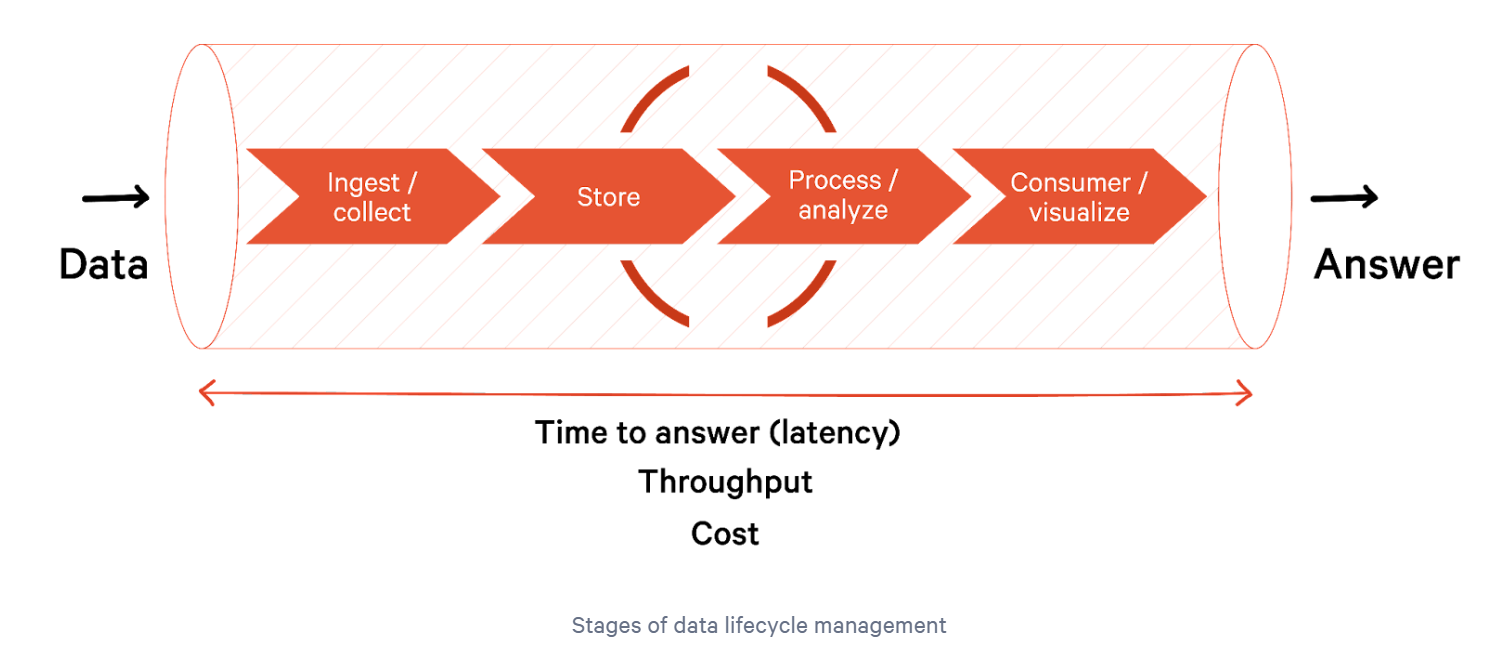 Data
Ingest /
collect
Store
Process /
analyze
Consumer /
visualize
Answer
Time to answer (latency)
Throughput
Cost
Stages of data lifecycle management